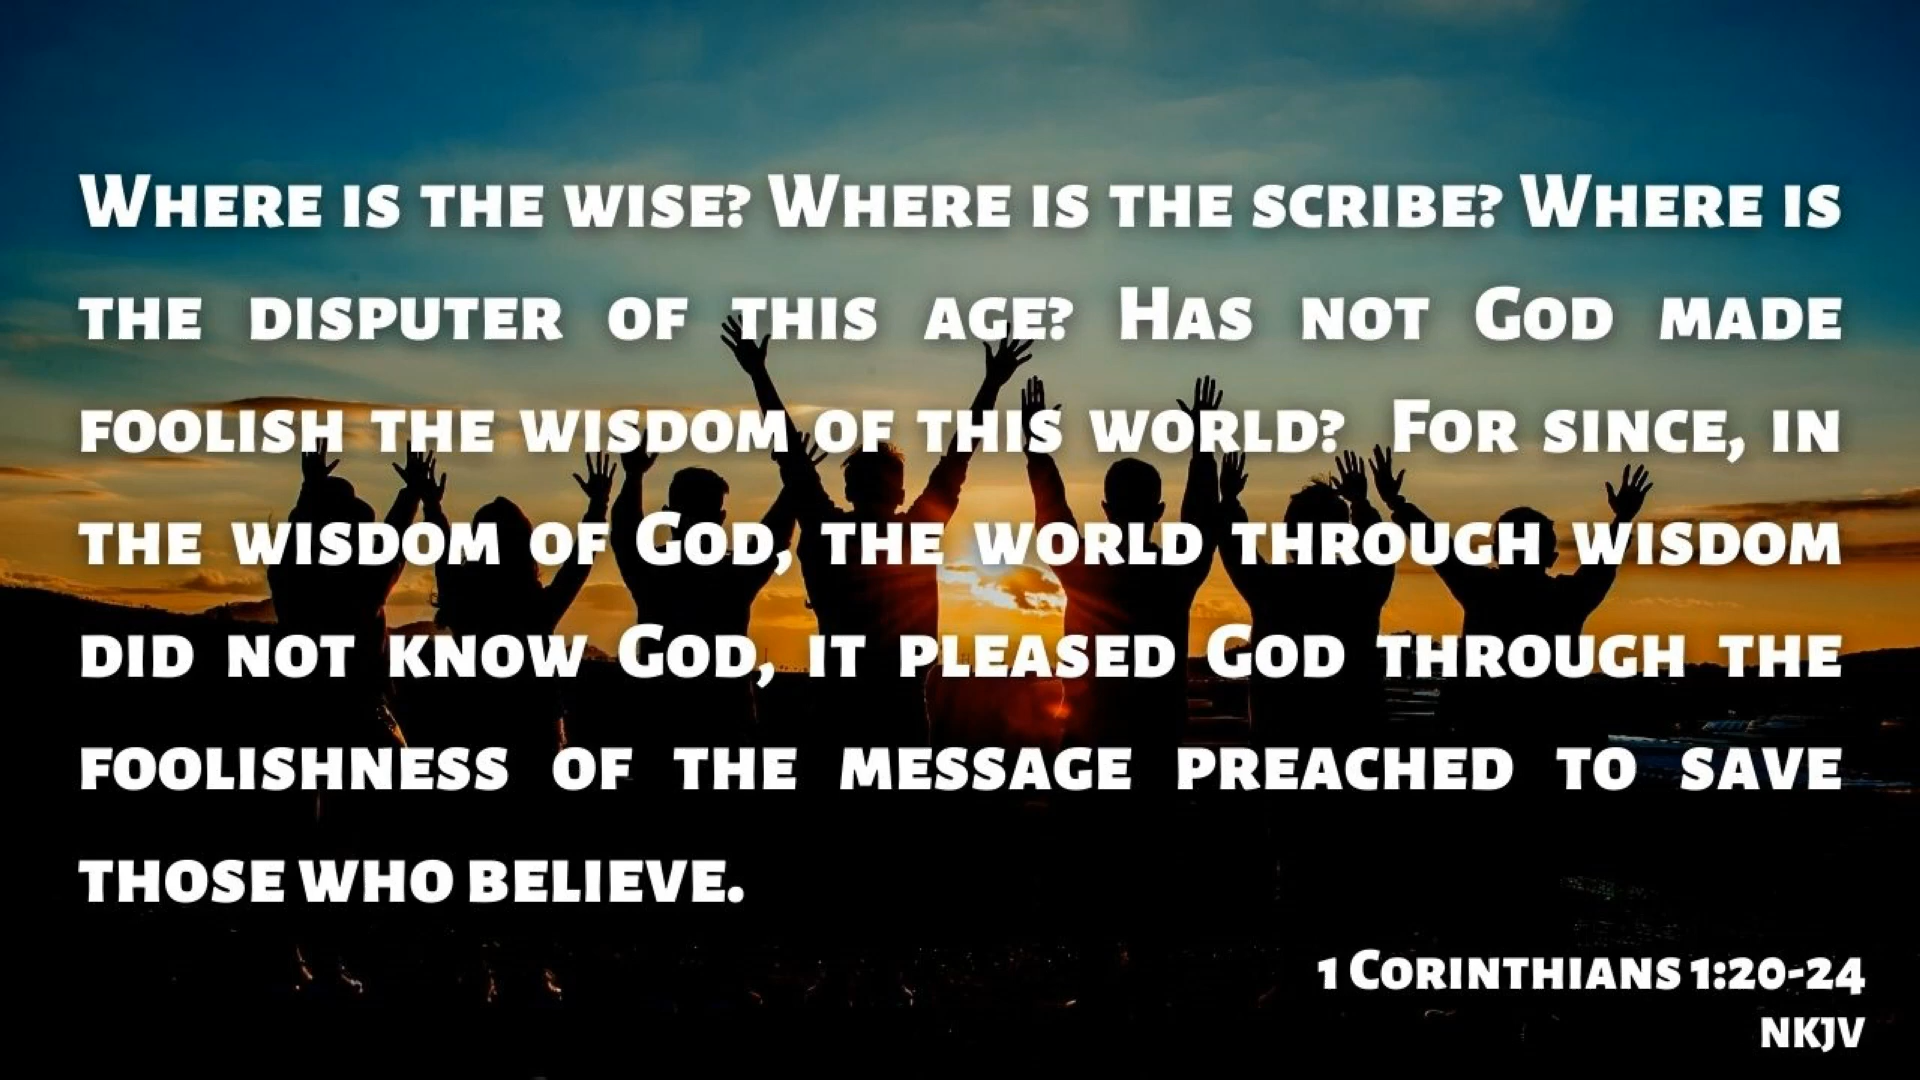 Where is the wise? Where is the scribe? Where is
the disputer of this age? Has not God made
foolish the wisdom of this world? For since, in
the wisdom of God, the world through wisdom
did not know God, it pleased God through the
foolishness of the message preached to save
those who believe.
1 Corinthians 1:20-24
NKJV